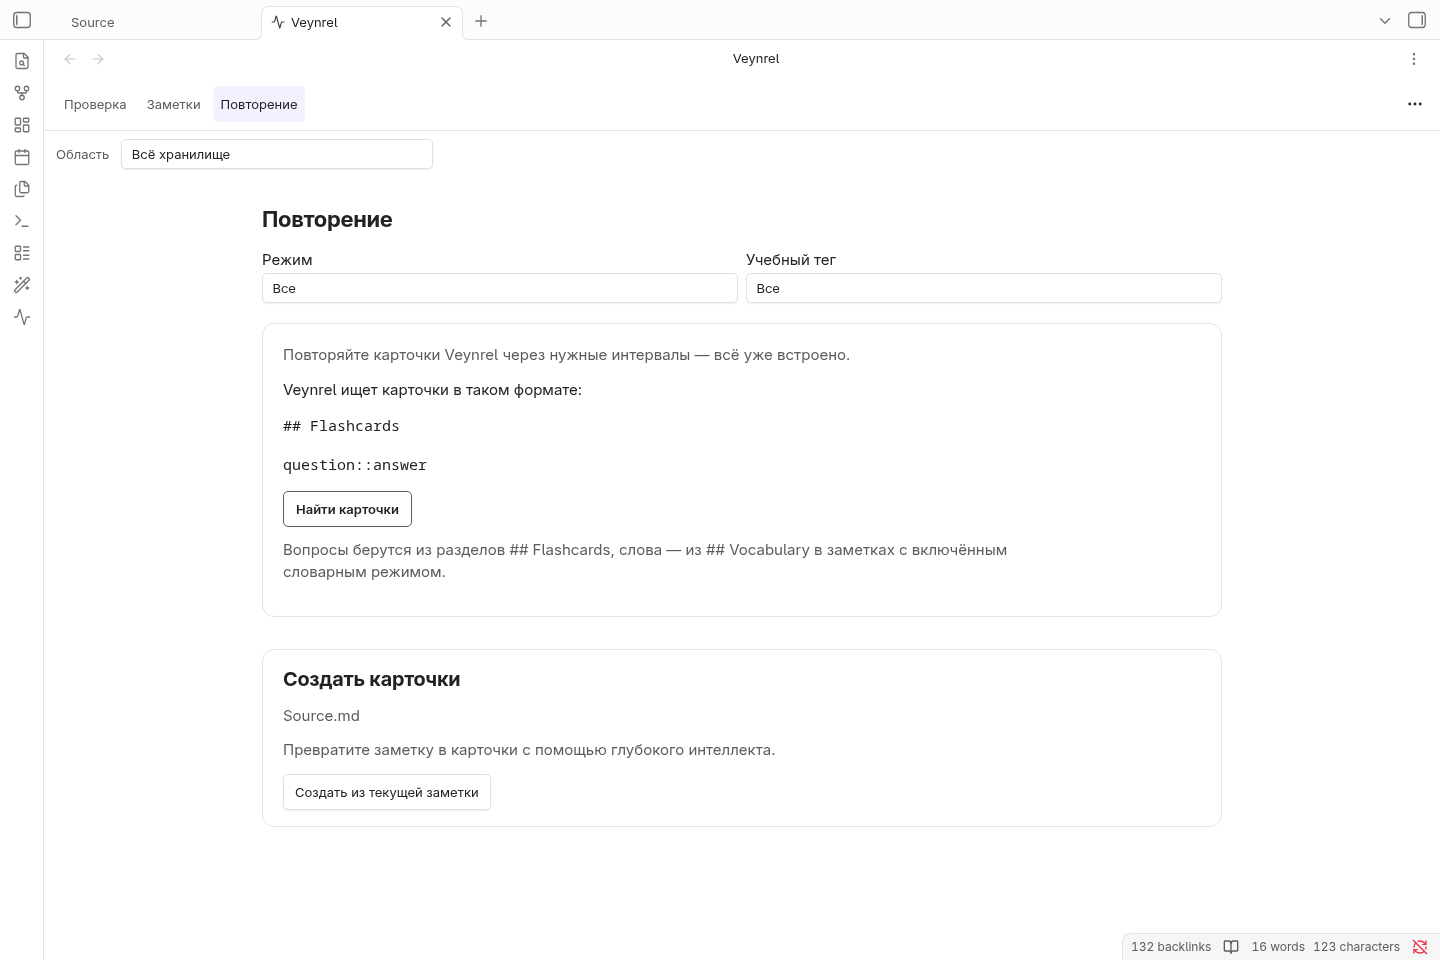 Source
Veynrel
Veynrel
Проверка
Заметки
Повторение
Область
Всё хранилище
Повторение
Режим
Учебный тег
Все
Все
Повторяйте карточки Veynrel через нужные интервалы — всё уже встроено.
Veynrel ищет карточки в таком формате:
## Flashcards
question::answer
Найти карточки
Вопросы берутся из разделов ## Flashcards, слова — из ## Vocabulary в заметках с включённым
словарным режимом.
Создать карточки
Source.md
Превратите заметку в карточки с помощью глубокого интеллекта.
Создать из текущей заметки
132 backlinks
16 words
123 characters